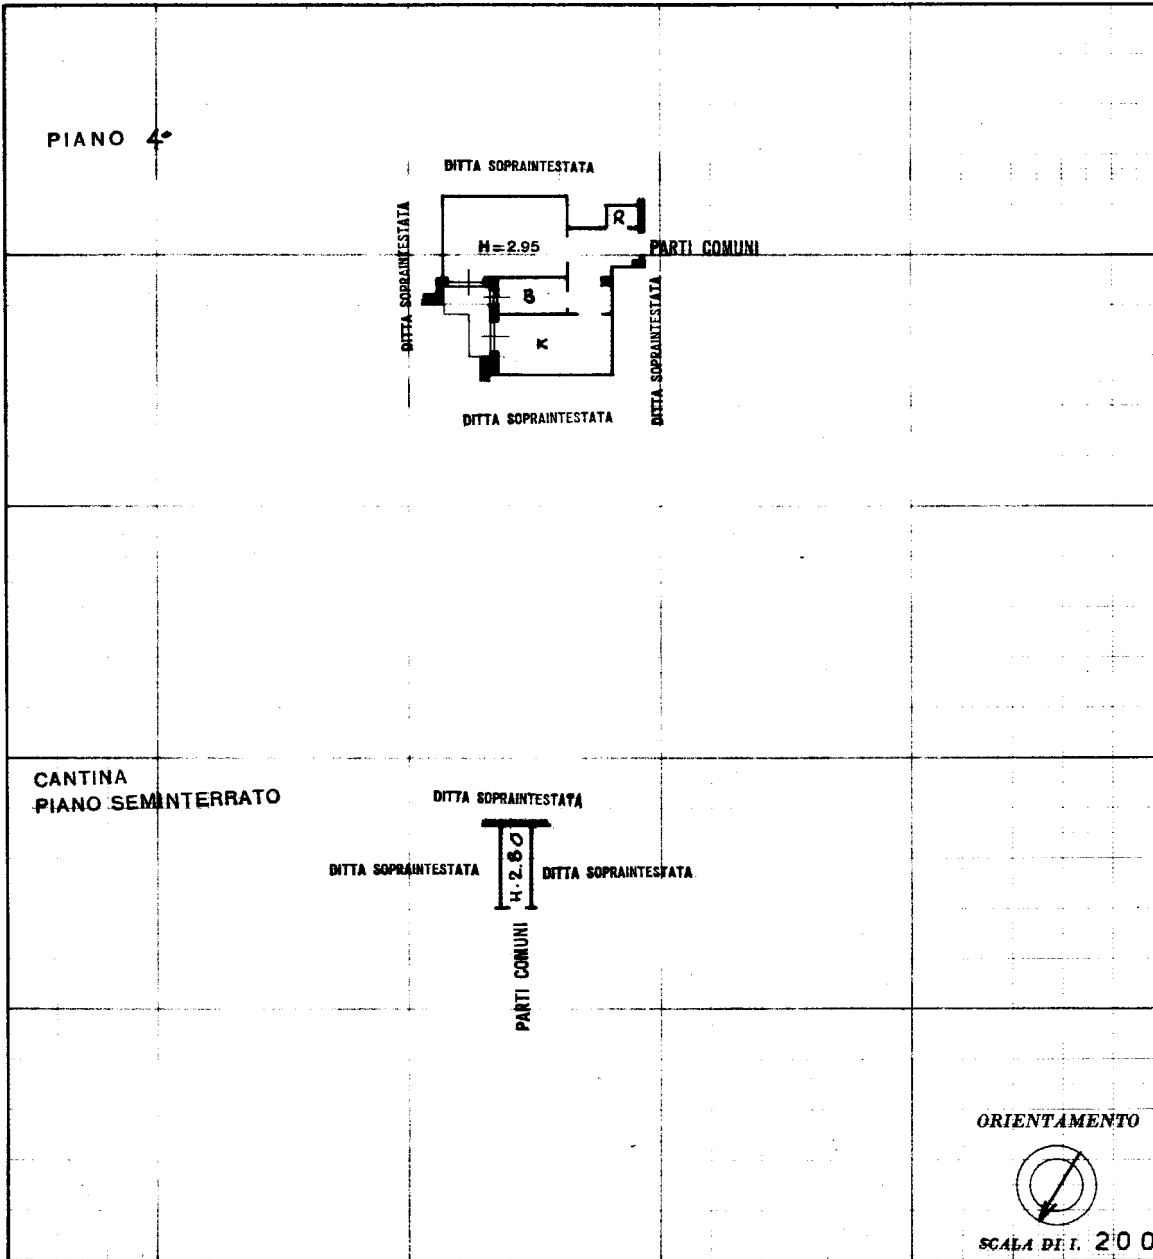 PIANO 4°
DITTA SOPRAINTESTATA
DITTA SOPRAINTESTATA
R
H=2.95
PARTI COMUNI
B
K
DITTA SOPRAINTESTATA
DITTA SOPRAINTESTATA
CANTINA
PIANO SEMINTERRATO
DITTA SOPRAINTESTATA
DITTA SOPRAINTESTATA
H·2.80
DITTA SOPRAINTESTATA
PARTI COMUNI
ORIENTAMENTO
SCALA DI 1. 200